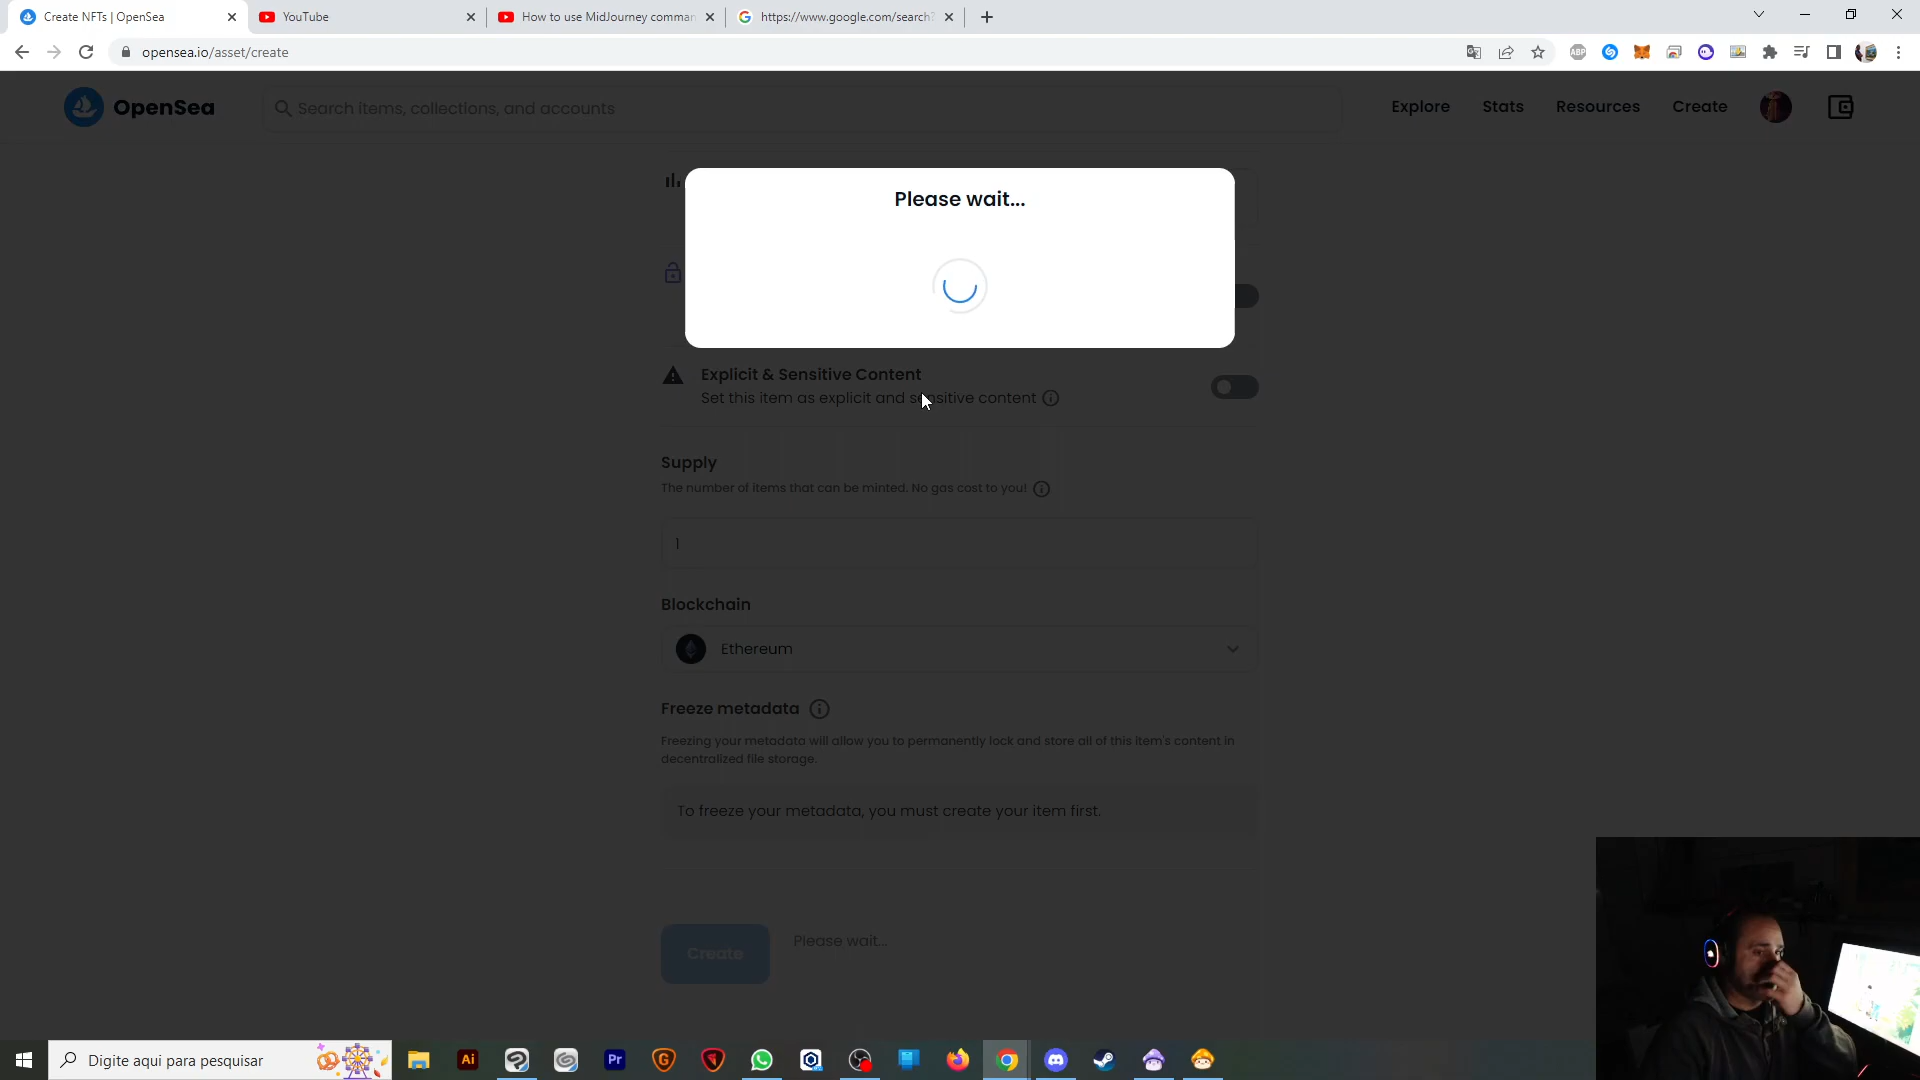 Create NFTs | OpenSea
YouTube
How to use MidJourney comman
https://www.google.com/search?
opensea.io/asset/create
ABP
OpenSea
Search items, collections, and accounts
Explore
Stats
Resources
Create
Please wait...
Explicit & Sensitive Content
Set this item as explicit and sensitive content
Supply
The number of items that can be minted. No gas cost to you!
1
Blockchain
Ethereum
Freeze metadata
Freezing your metadata will allow you to permanently lock and store all of this item's content in
decentralized file storage.
To freeze your metadata, you must create your item first.
Create
Please wait...
Digite aqui para pesquisar
Ai
Pr